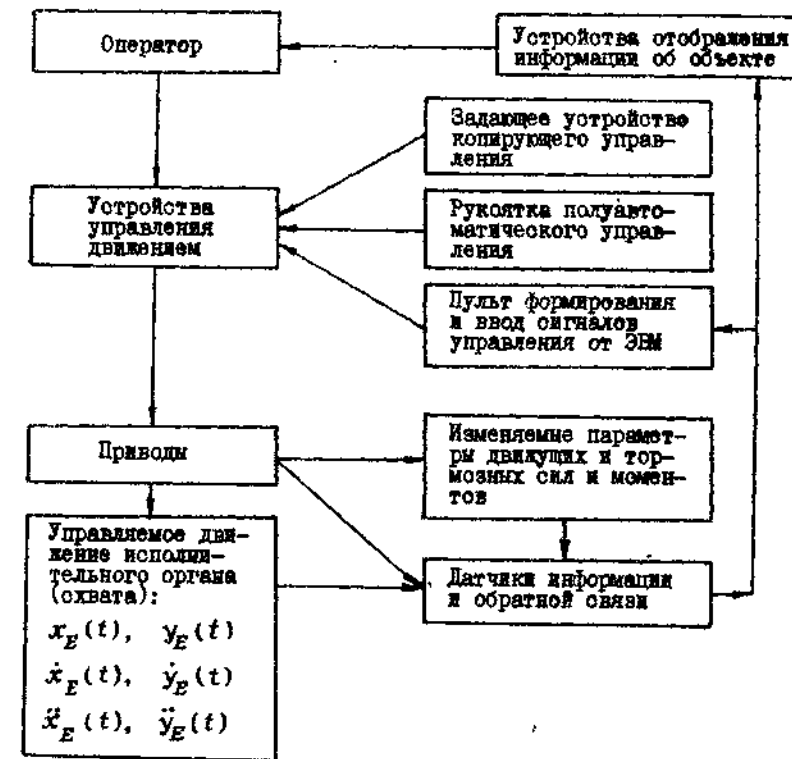 Оператор
Устройства отображения
информации об объекте
Задающее устройство
копирующего управ-
ления
Устройства
управления
движением
Рукоятка полуавто-
матического управ-
ления
Пульт формирования
и ввод сигналов
управления от ЭВМ
Приводы
Изменяемые парамет-
ры движущих и тор-
мозных сил и момен-
тов
Управляемое дви-
жение исполни-
тельного органа
(схвата):
x_E(t), y_E(t)
ẋ_E(t), ẏ_E(t)
ẍ_E(t), ÿ_E(t)
Датчики информации
и обратной связи